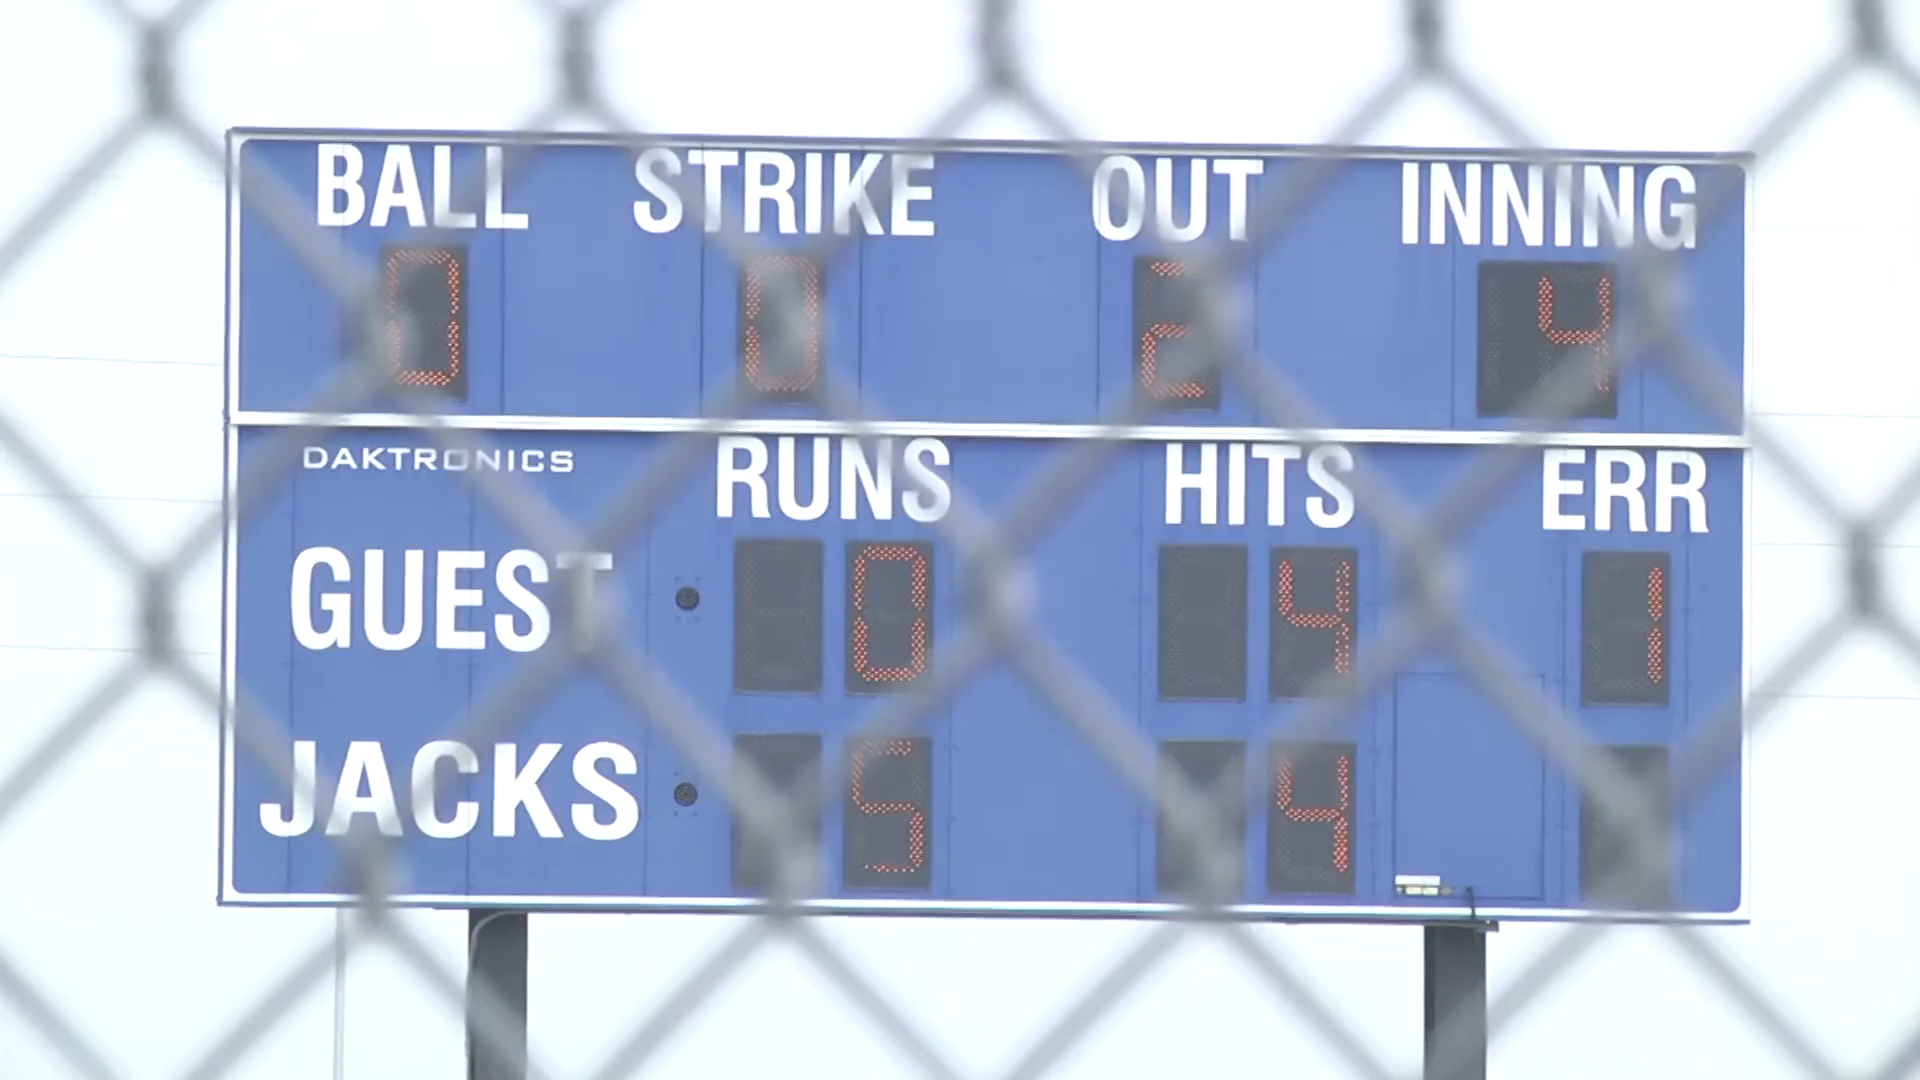 BALL STRIKE OUT INNING
0 0 2 4
DAKTRONICS RUNS HITS ERR
GUEST 0 4 1
JACKS 5 4